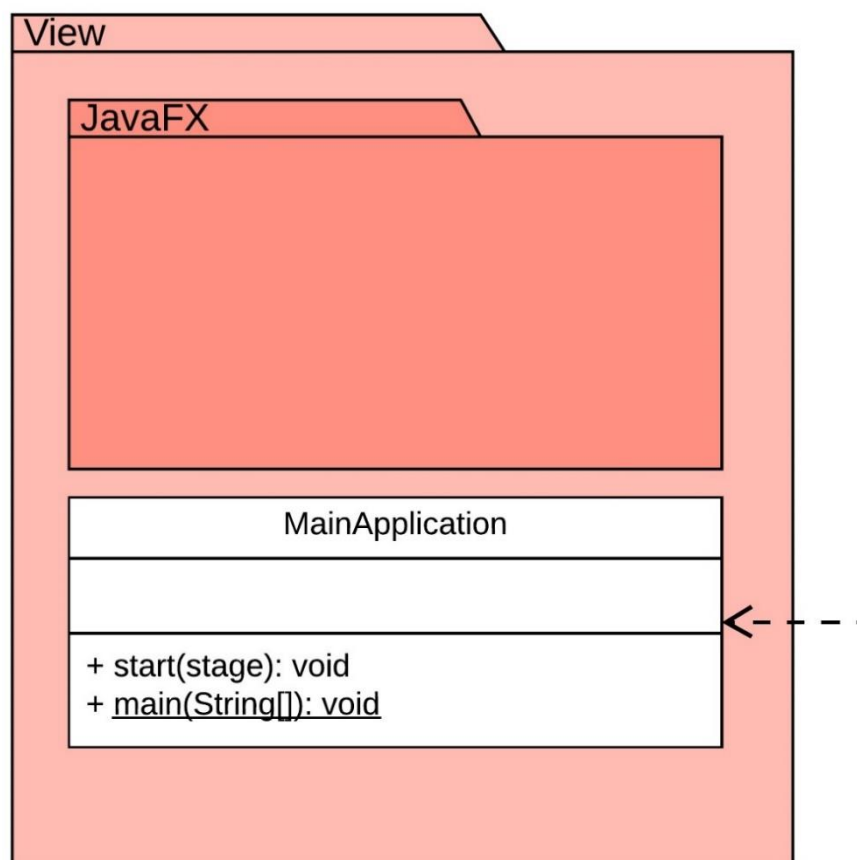 View
JavaFX
MainApplication
+ start(stage): void
+ main(String[]): void